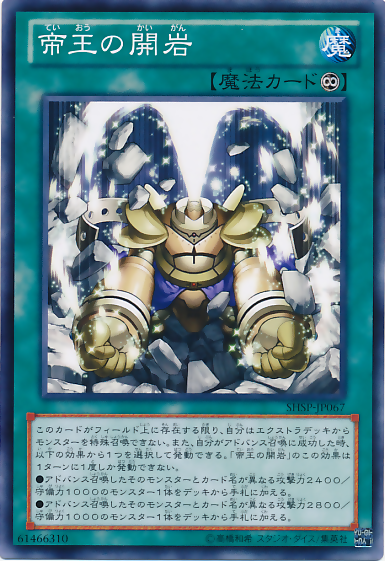 帝王の開岩
てい おう かい がん
魔
魔法カード
SHSP-JP067
このカードがフィールド上に存在する限り、自分はエクストラデッキから
モンスターを特殊召喚できない。また、自分がアドバンス召喚に成功した時、
以下の効果から1つを選択して発動できる。「帝王の開岩」のこの効果は
1ターンに1度しか発動できない。
●アドバンス召喚したそのモンスターとカード名が異なる攻撃力2400/
守備力1000のモンスター1体をデッキから手札に加える。
●アドバンス召喚したそのモンスターとカード名が異なる攻撃力2800/
守備力1000のモンスター1体をデッキから手札に加える。
61466310
©高橋和希 スタジオ・ダイス/集英社